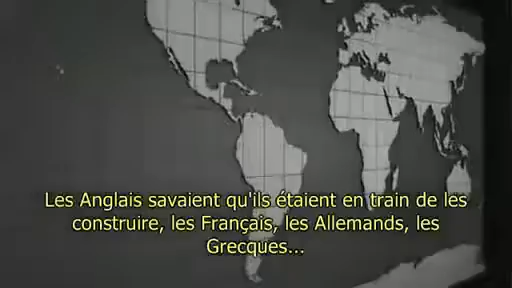 Les Anglais savaient qu'ils étaient en train de les
construire, les Français, les Allemands, les
Grecques...